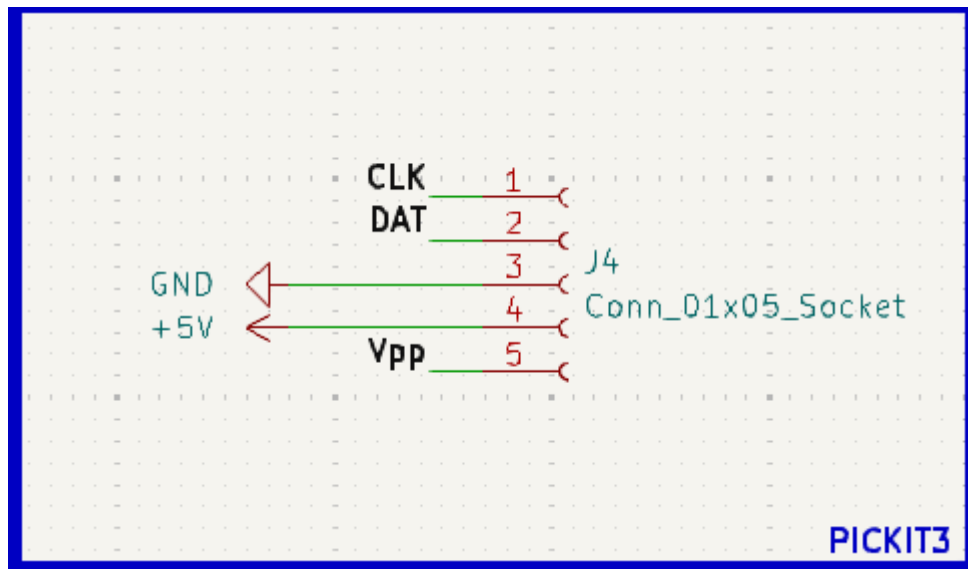 CLK 1
DAT 2
GND 3
+5V 4
Vpp 5
J4
Conn_01x05_Socket
PICKIT3